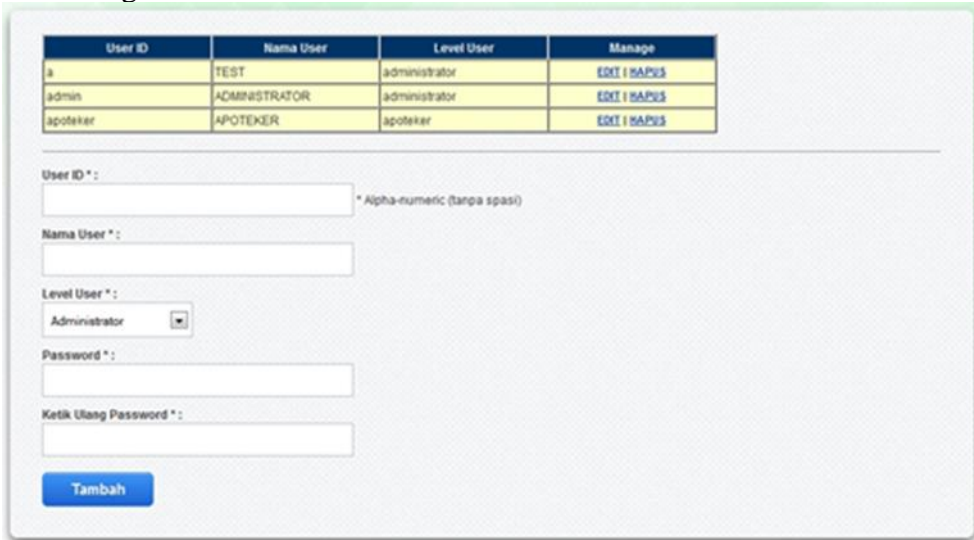 User ID Nama User Level User Manage
a TEST administrator EDIT | HAPUS
admin ADMINISTRATOR administrator EDIT | HAPUS
apoteker APOTEKER apoteker EDIT | HAPUS
User ID * :
* Alpha-numeric (tanpa spasi)
Nama User * :
Level User * :
Administrator
Password * :
Ketik Ulang Password * :
Tambah